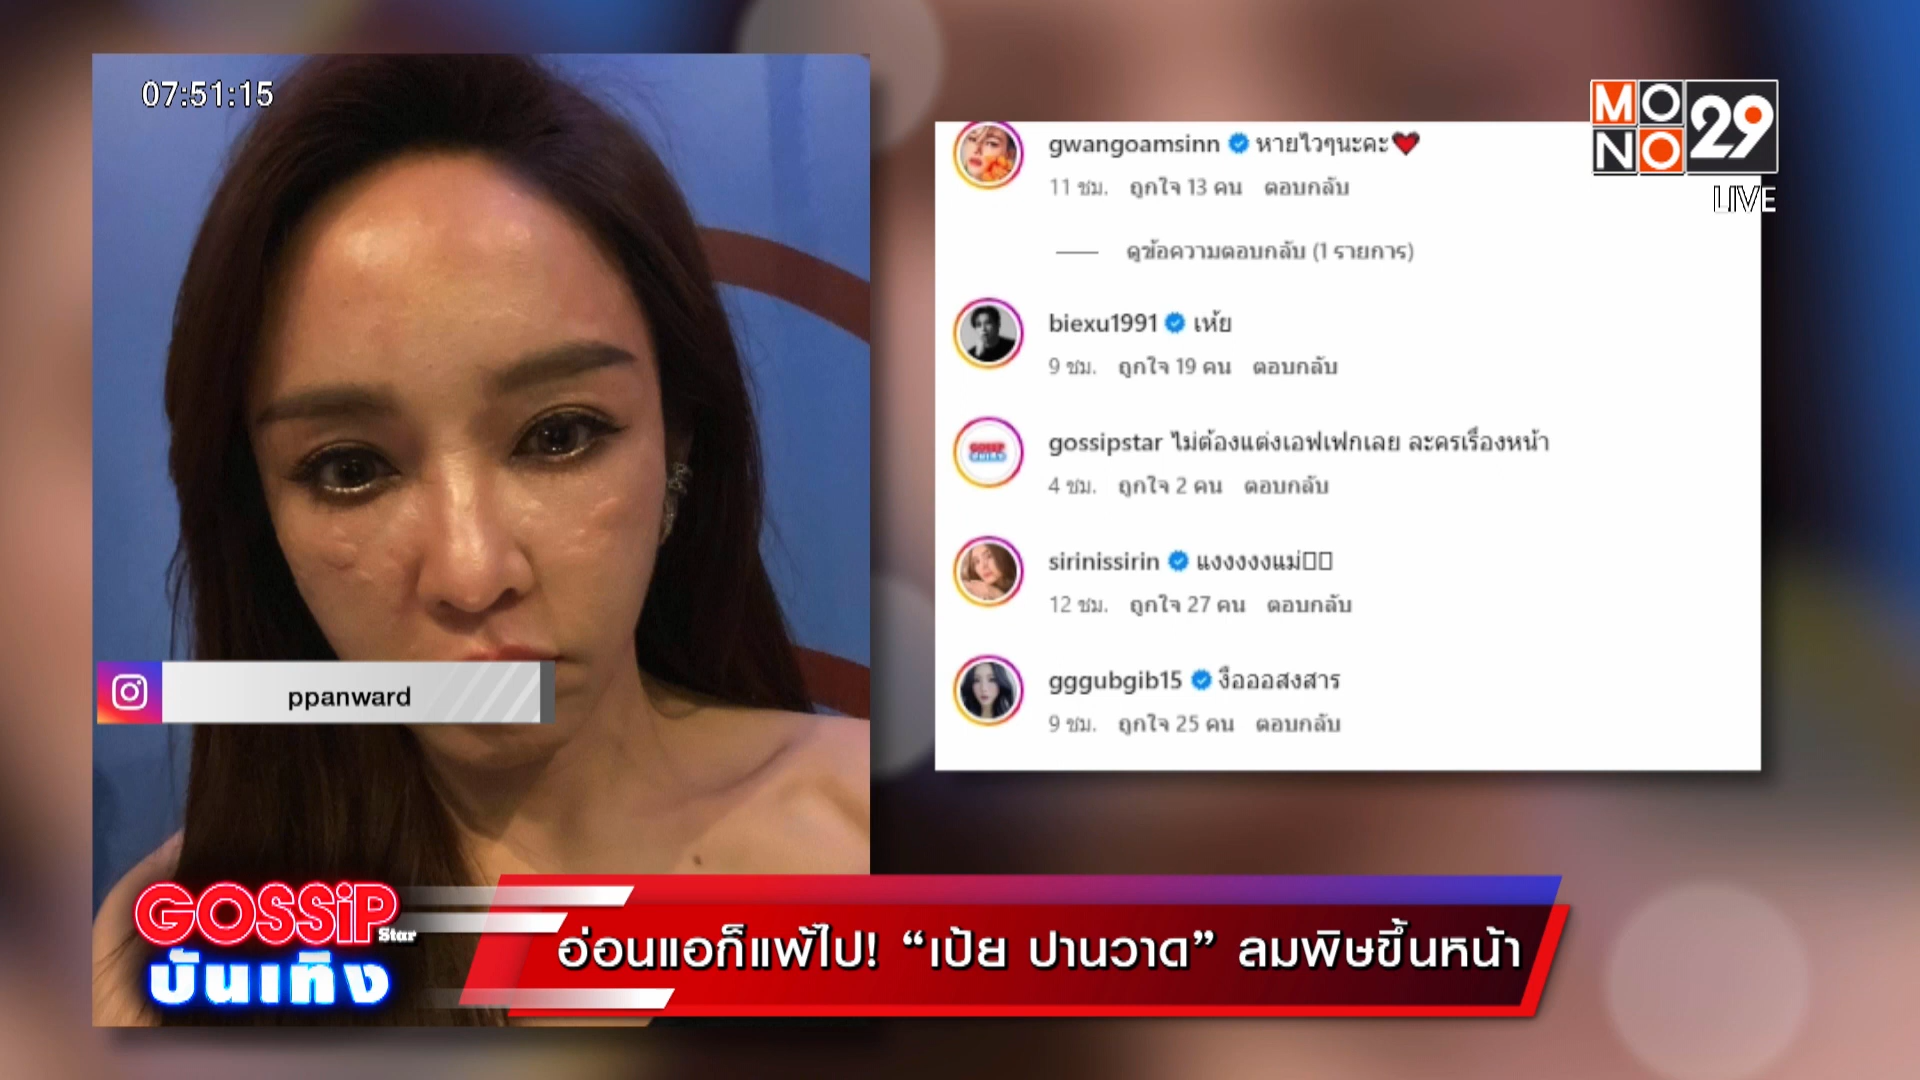 07:51:15
MONO 29
LIVE
gwangoamsinn หายไวๆนะคะ❤
11 ชม. ถูกใจ 13 คน ตอบกลับ
ดูข้อความตอบกลับ (1 รายการ)
biexu1991 เห้ย
9 ชม. ถูกใจ 19 คน ตอบกลับ
GOSSIP
บันเทิง
gossipstar ไม่ต้องแต่งเอฟเฟกเลย ละครเรื่องหน้า
4 ชม. ถูกใจ 2 คน ตอบกลับ
sirinissirin แงงงงงแม่▯▯
12 ชม. ถูกใจ 27 คน ตอบกลับ
gggubgib15 งือออสงสาร
9 ชม. ถูกใจ 25 คน ตอบกลับ
ppanward
GOSSiP Star
บันเทิง
อ่อนแอก็แพ้ไป! “เป้ย ปานวาด” ลมพิษขึ้นหน้า